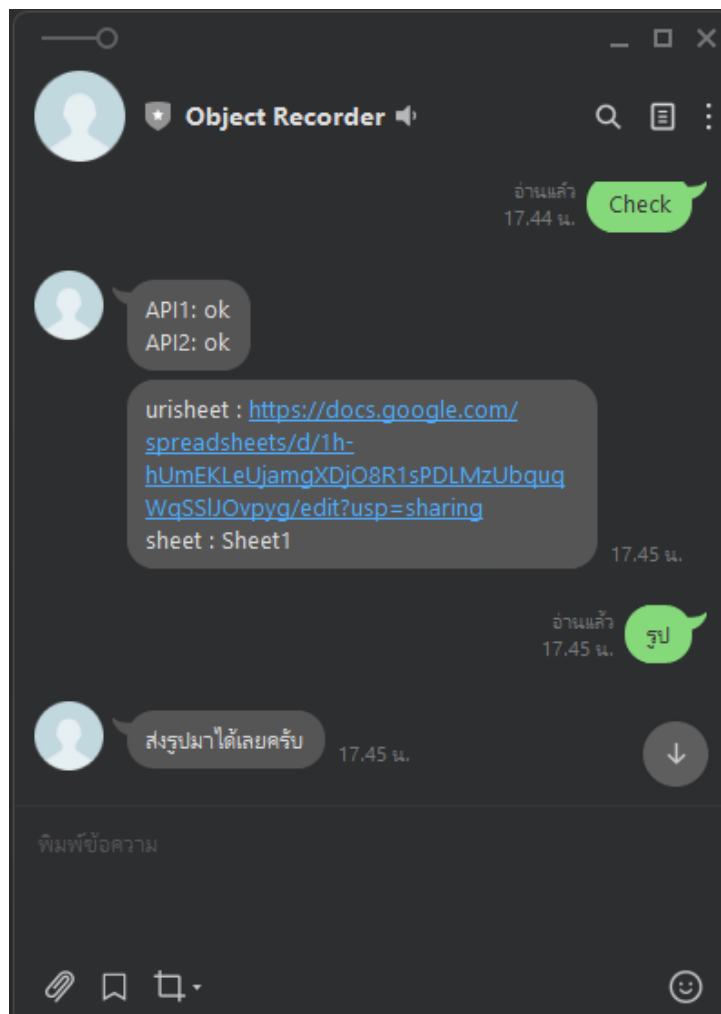 Object Recorder
อ่านแล้ว
17.44 น.
Check
API1: ok
API2: ok
urisheet : https://docs.google.com/
spreadsheets/d/1h-
hUmEKLeUjamgXDjO8R1sPDLMzUbquq
WqSSlJOvpyg/edit?usp=sharing
sheet : Sheet1
17.45 น.
อ่านแล้ว
17.45 น.
รูป
ส่งรูปมาได้เลยครับ
17.45 น.
พิมพ์ข้อความ